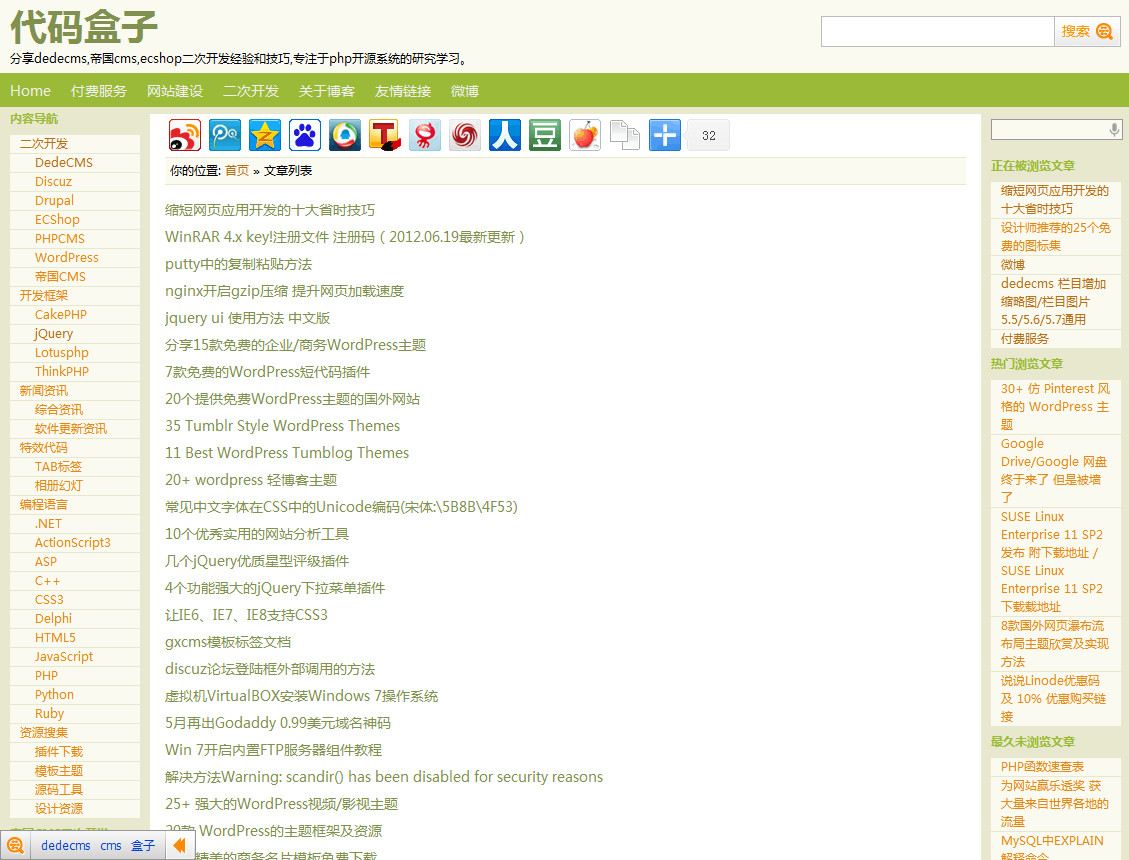 代码盒子
分享dedecms,帝国cms,ecshop二次开发经验和技巧,专注于php开源系统的研究学习。
搜索
Home 付费服务 网站建设 二次开发 关于博客 友情链接 微博
内容导航
二次开发
DedeCMS
Discuz
Drupal
ECShop
PHPCMS
WordPress
帝国CMS
开发框架
CakePHP
jQuery
Lotusphp
ThinkPHP
新闻资讯
综合资讯
软件更新资讯
特效代码
TAB标签
相册幻灯
编程语言
.NET
ActionScript3
ASP
C++
CSS3
Delphi
HTML5
JavaScript
PHP
Python
Ruby
资源搜集
插件下载
模板主题
源码工具
设计资源
dedecms cms 盒子
人 豆 32
你的位置: 首页 » 文章列表
缩短网页应用开发的十大省时技巧
WinRAR 4.x key!注册文件 注册码 ( 2012.06.19最新更新 )
putty中的复制粘贴方法
nginx开启gzip压缩 提升网页加载速度
jquery ui 使用方法 中文版
分享15款免费的企业/商务WordPress主题
7款免费的WordPress短代码插件
20个提供免费WordPress主题的国外网站
35 Tumblr Style WordPress Themes
11 Best WordPress Tumblog Themes
20+ wordpress 轻博客主题
常见中文字体在CSS中的Unicode编码(宋体:\5B8B\4F53)
10个优秀实用的网站分析工具
几个jQuery优质星型评级插件
4个功能强大的jQuery下拉菜单插件
让IE6、IE7、IE8支持CSS3
gxcms模板标签文档
discuz论坛登陆框外部调用的方法
虚拟机VirtualBOX安装Windows 7操作系统
5月再出Godaddy 0.99美元域名神码
Win 7开启内置FTP服务器组件教程
解决方法Warning: scandir() has been disabled for security reasons
25+ 强大的WordPress视频/影视主题
20款 WordPress的主题框架及资源
精美的商务名片模板免费下载
正在被浏览文章
缩短网页应用开发的
十大省时技巧
设计师推荐的25个免
费的图标集
微博
dedecms 栏目增加
缩略图/栏目图片
5.5/5.6/5.7通用
付费服务
热门浏览文章
30+ 仿 Pinterest 风
格的 WordPress 主
题
Google
Drive/Google 网盘
终于来了 但是被墙
了
SUSE Linux
Enterprise 11 SP2
发布 附下载地址 /
SUSE Linux
Enterprise 11 SP2
下载载地址
8款国外网页瀑布流
布局主题欣赏及实现
方法
说说Linode优惠码
及 10% 优惠购买链
接
最久未浏览文章
PHP函数速查表
为网站赢乐透奖 获
大量来自世界各地的
流量
MySQL中EXPLAIN
解释命令